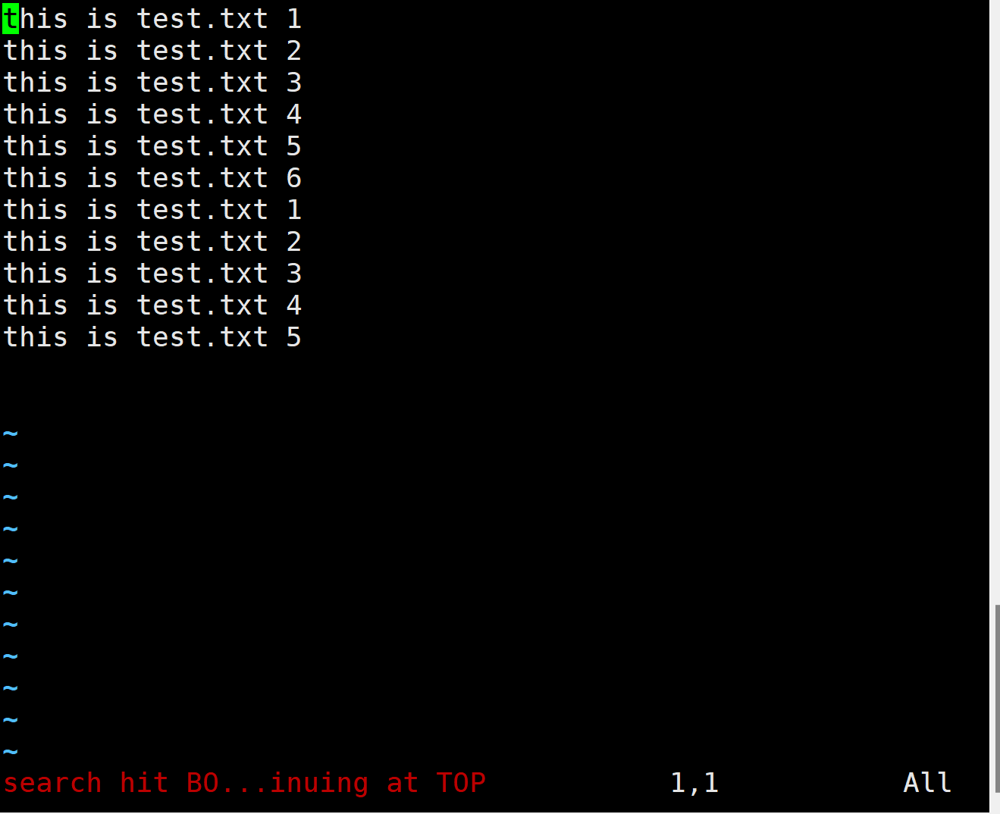 this is test.txt 1
this is test.txt 2
this is test.txt 3
this is test.txt 4
this is test.txt 5
this is test.txt 6
this is test.txt 1
this is test.txt 2
this is test.txt 3
this is test.txt 4
this is test.txt 5
~
~
~
~
~
~
~
~
~
~
~
search hit BO...inuing at TOP 1,1 All